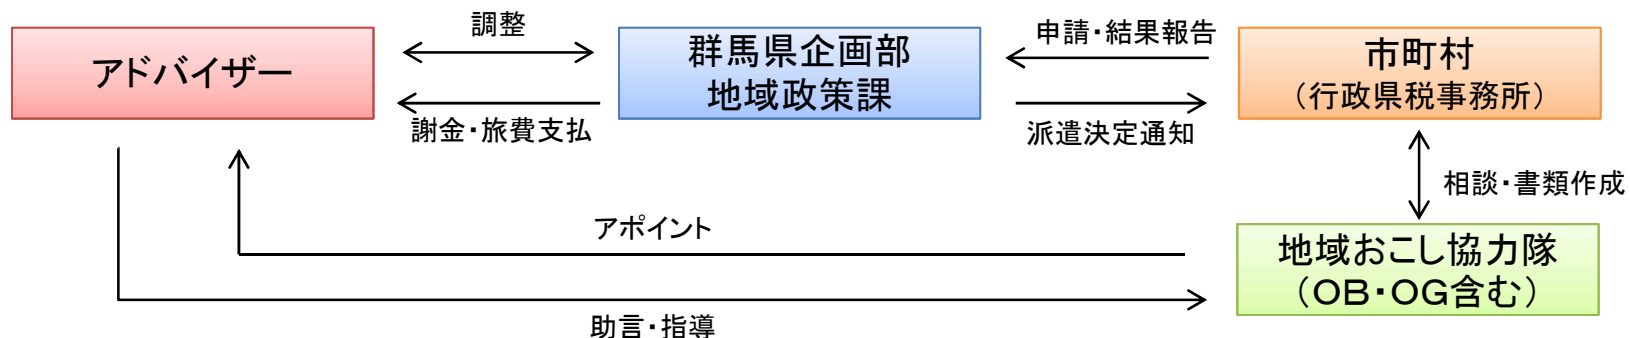 調整
申請・結果報告
アドバイザー
群馬県企画部
地域政策課
市町村
（行政県税事務所）
謝金・旅費支払
派遣決定通知
相談・書類作成
アポイント
地域おこし協力隊
（ＯＢ・ＯＧ含む）
助言・指導